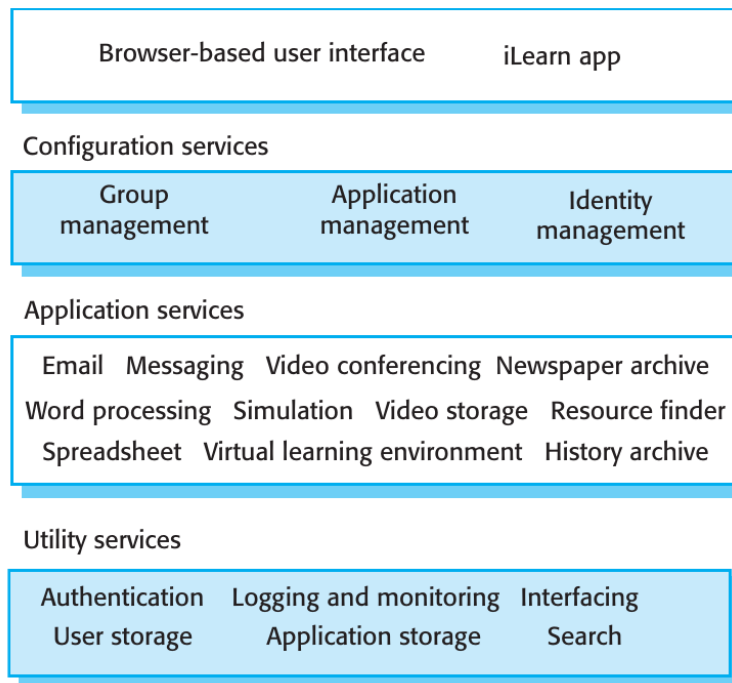 Browser-based user interface iLearn app
Configuration services
Group management Application management Identity management
Application services
Email Messaging Video conferencing Newspaper archive
Word processing Simulation Video storage Resource finder
Spreadsheet Virtual learning environment History archive
Utility services
Authentication Logging and monitoring Interfacing
User storage Application storage Search